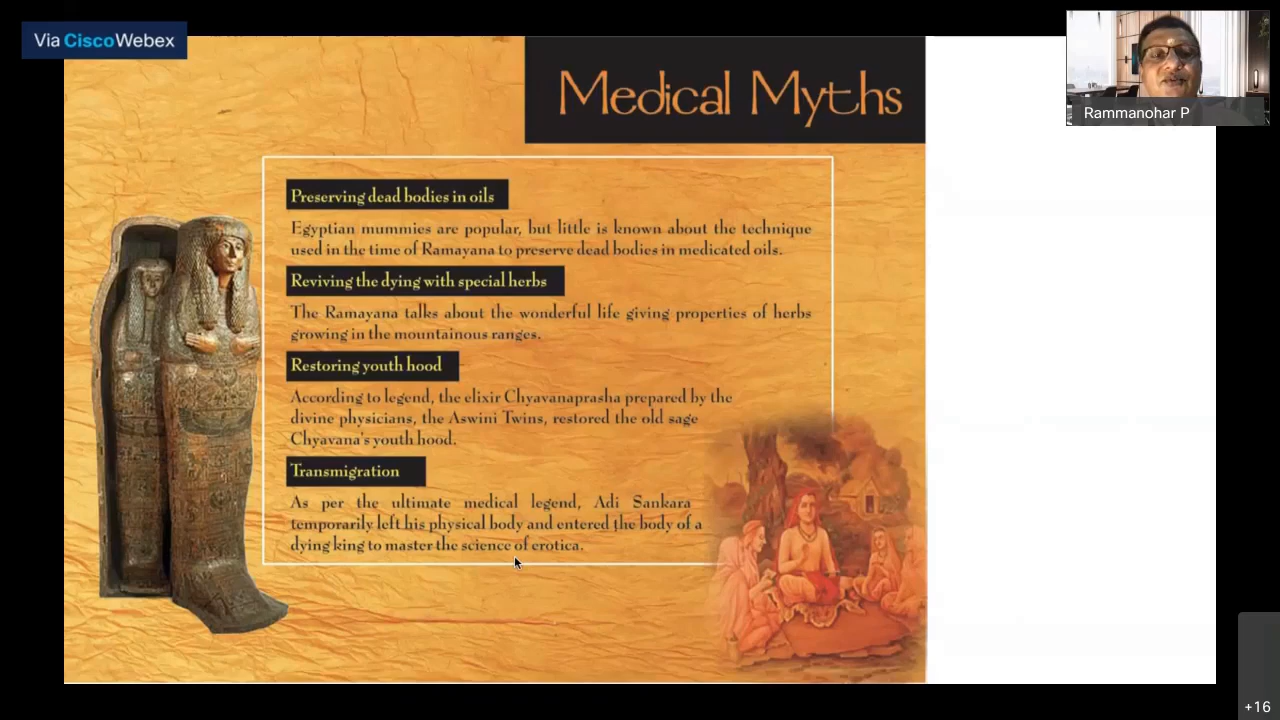 Via Cisco Webex
Medical Myths
Rammanohar P
Preserving dead bodies in oils
Egyptian mummies are popular, but little is known about the technique
used in the time of Ramayana to preserve dead bodies in medicated oils.
Reviving the dying with special herbs
The Ramayana talks about the wonderful life giving properties of herbs
growing in the mountainous ranges.
Restoring youth hood
According to legend, the elixir Chyavanaprasha prepared by the
divine physicians, the Aswini Twins, restored the old sage
Chyavana's youth hood.
Transmigration
As per the ultimate medical legend, Adi Sankara
temporarily left his physical body and entered the body of a
dying king to master the science of erotica.
+16